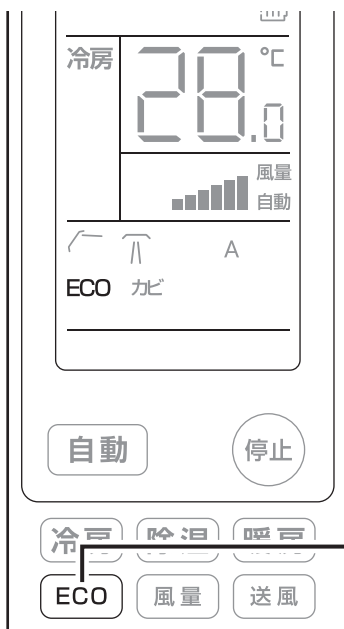 冷房 28.0 ℃
風量
自動
A
ECO カビ
自動 停止
冷房 除湿 暖房
ECO 風量 送風